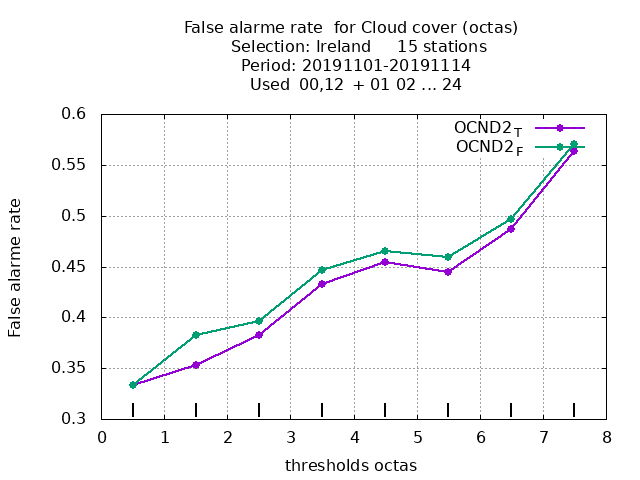 False alarme rate  for Cloud cover (octas)
Selection: Ireland     15 stations
Period: 20191101-20191114
Used  00,12  + 01 02 ... 24
0.6
0.55
0.5
0.45
0.4
0.35
0.3
False alarme rate
OCND2T
OCND2F
0 1 2 3 4 5 6 7 8
thresholds octas